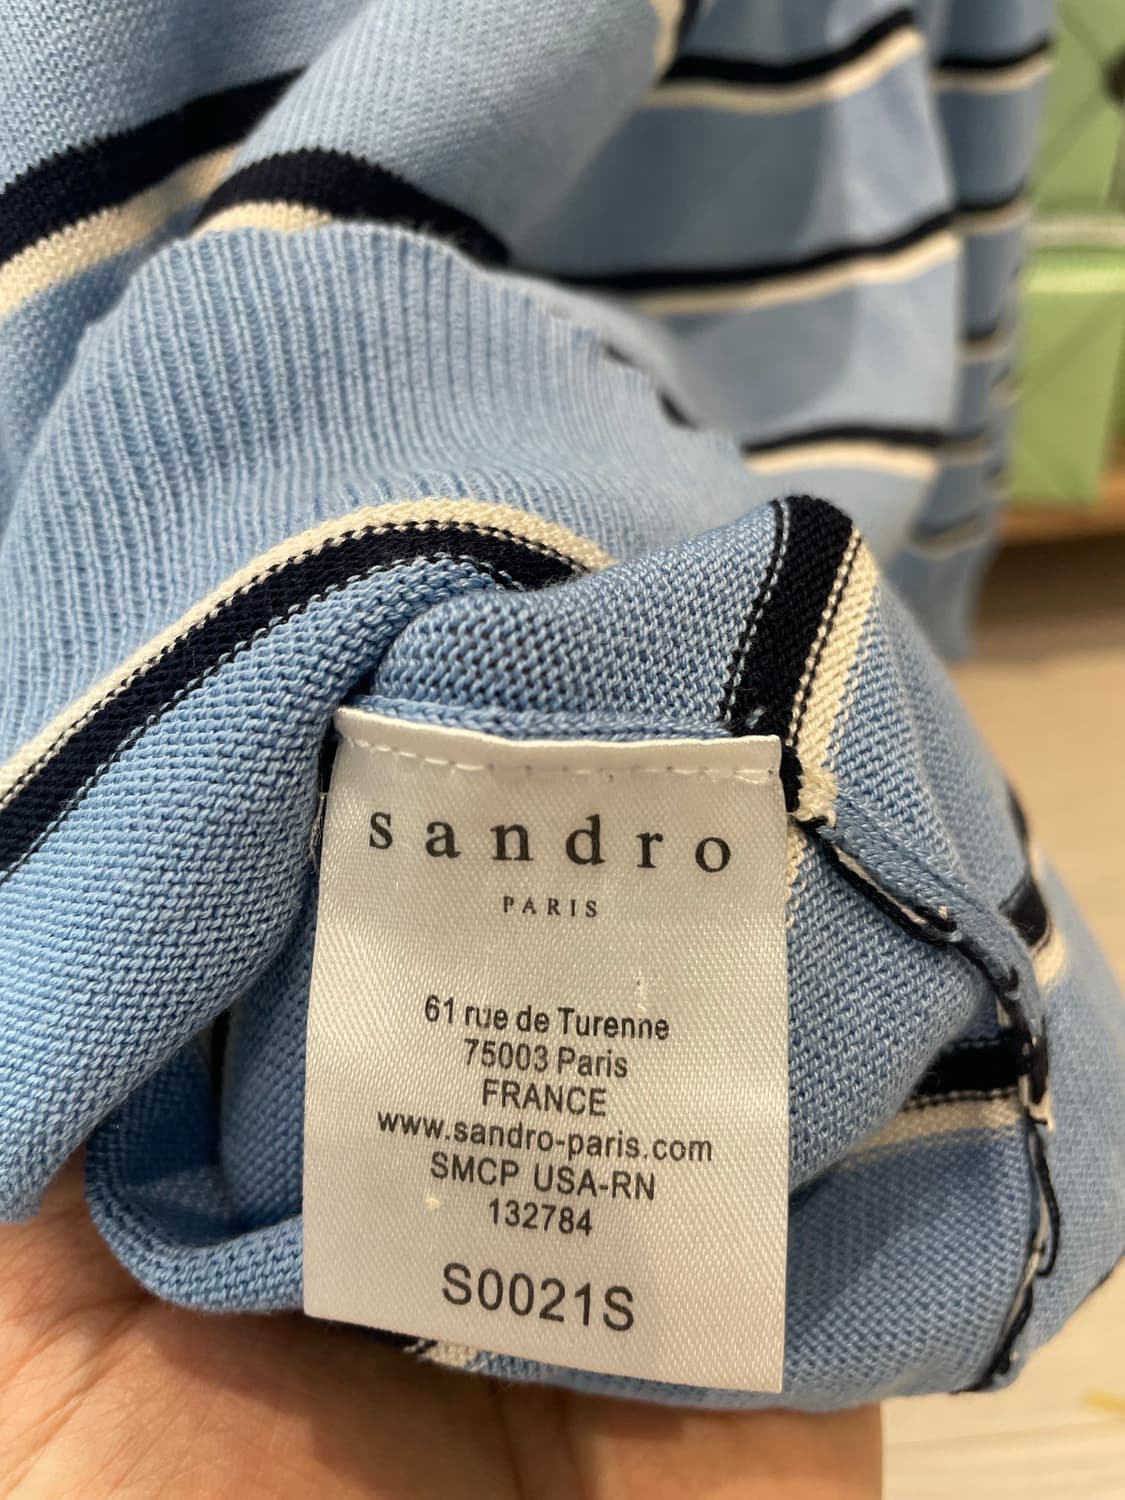 sandro
PARIS
61 rue de Turenne
75003 Paris
FRANCE
www.sandro-paris.com
SMCP USA-RN
132784
S0021S